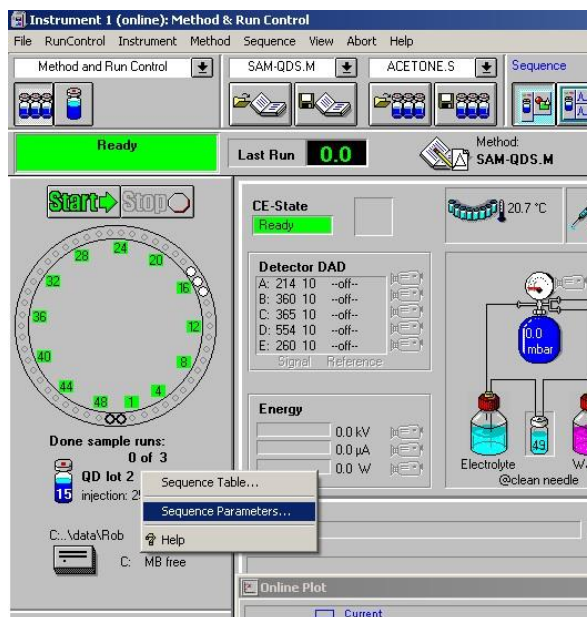 Instrument 1 (online): Method & Run Control
File RunControl Instrument Method Sequence View Abort Help
Method and Run Control SAM-QDS.M ACETONE.S Sequence
Ready
Last Run 0.0
Method:
SAM-QDS.M
Start Stop
28 24 20
32 16
36 12
40 8
44 48 1 4
Done sample runs:
0 of 3
15
QD lot 2
injection:
C:..\data\Rob
C: MB free
Sequence Table...
Sequence Parameters...
Help
CE-State
Ready
20.7 °C
Detector DAD
A: 214 10 --off--
B: 360 10 --off--
C: 365 10 --off--
D: 554 10 --off--
E: 260 10 --off--
Signal Reference
Energy
0.0 kV
0.0 µA
0.0 W
0.0
mbar
49
Electrolyte
@clean needle
Online Plot
Current